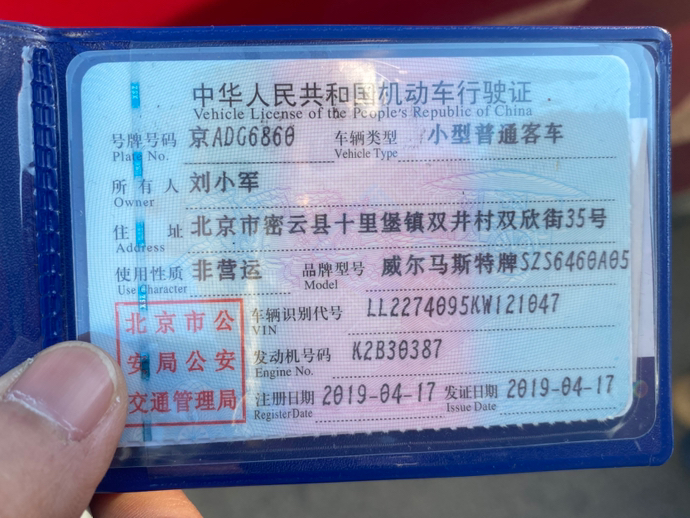 中华人民共和国机动车行驶证
Vehicle License of the People's Republic of China
号牌号码 京ADG6860 车辆类型 小型普通客车
Plate No. Vehicle Type
所有人 刘小军
Owner
住址 北京市密云县十里堡镇双井村双欣街35号
Address
使用性质 非营运 品牌型号 威尔马斯特牌SZS6460A05
Use Character Model
北京市公安局公安交通管理局
车辆识别代号 LL2274095KW121047
VIN
发动机号码 K2B30387
Engine No.
注册日期 2019-04-17 发证日期 2019-04-17
Register Date Issue Date